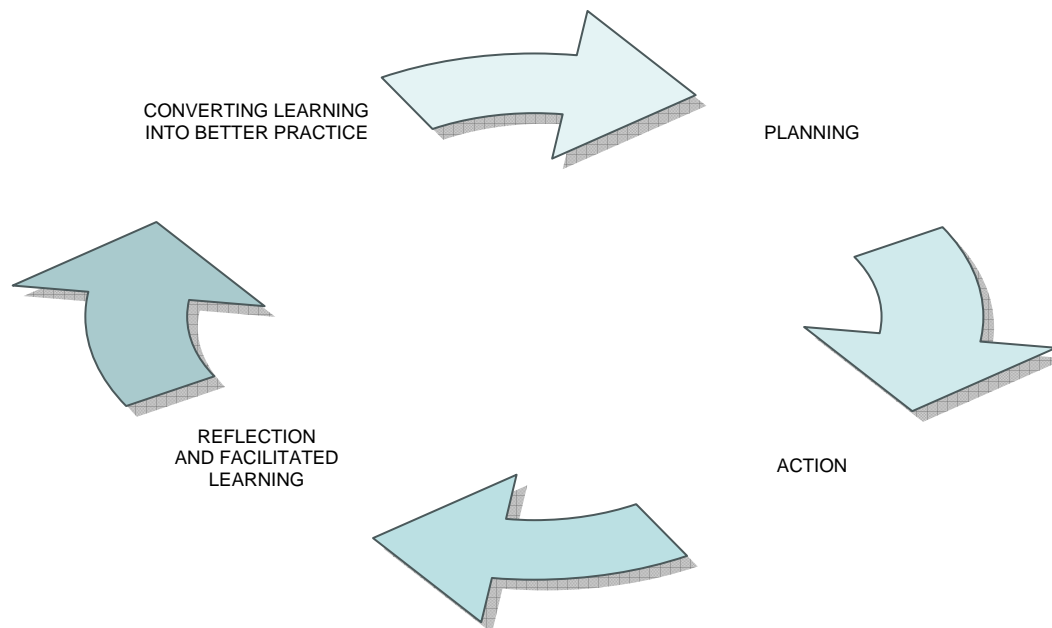 CONVERTING LEARNING
INTO BETTER PRACTICE
PLANNING
REFLECTION
AND FACILITATED
LEARNING
ACTION